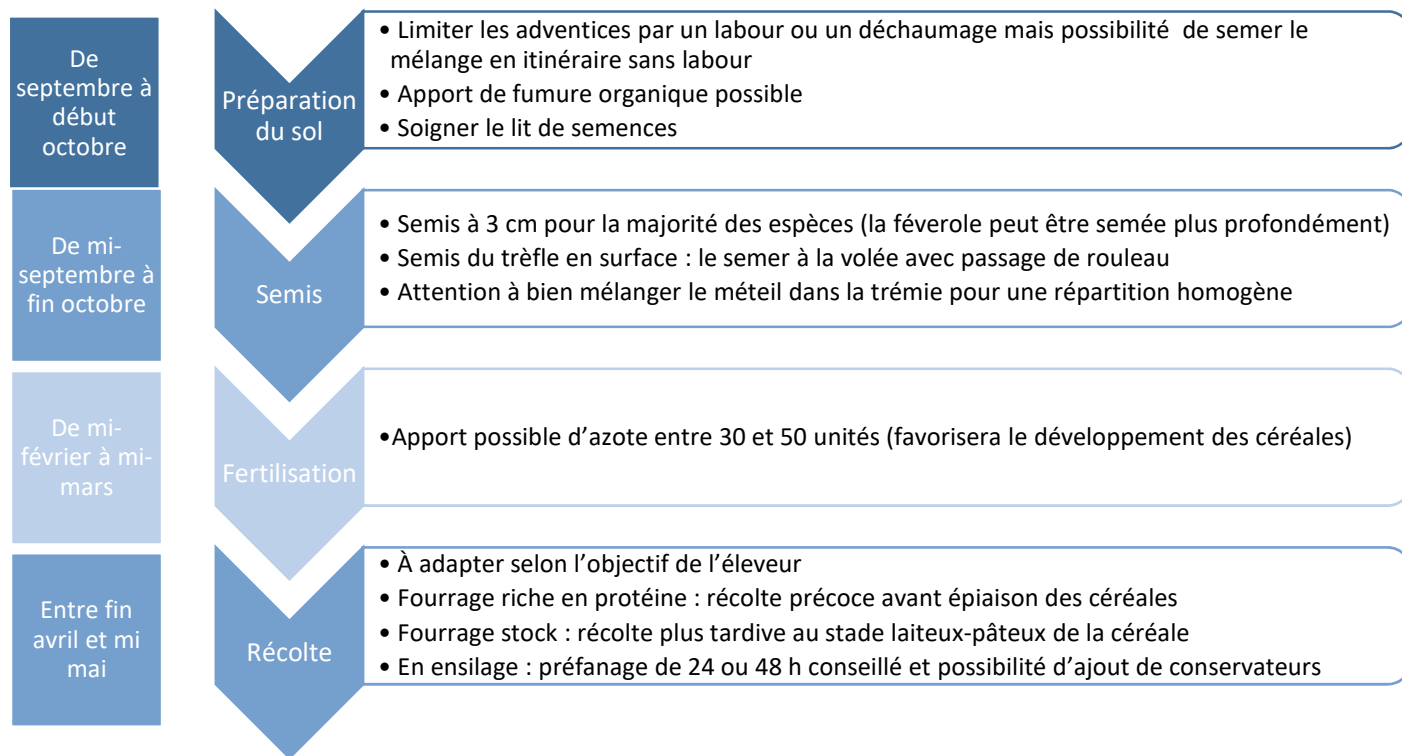 De
septembre à
début
octobre
Préparation
du sol
• Limiter les adventices par un labour ou un déchaumage mais possibilité de semer le
mélange en itinéraire sans labour
• Apport de fumure organique possible
• Soigner le lit de semences
De mi-
septembre à
fin octobre
Semis
• Semis à 3 cm pour la majorité des espèces (la féverole peut être semée plus profondément)
• Semis du trèfle en surface : le semer à la volée avec passage de rouleau
• Attention à bien mélanger le méteil dans la trémie pour une répartition homogène
De mi-
février à mi-
mars
Fertilisation
•Apport possible d’azote entre 30 et 50 unités (favorisera le développement des céréales)
Entre fin
avril et mi
mai
Récolte
• À adapter selon l’objectif de l’éleveur
• Fourrage riche en protéine : récolte précoce avant épiaison des céréales
• Fourrage stock : récolte plus tardive au stade laiteux-pâteux de la céréale
• En ensilage : préfanage de 24 ou 48 h conseillé et possibilité d’ajout de conservateurs